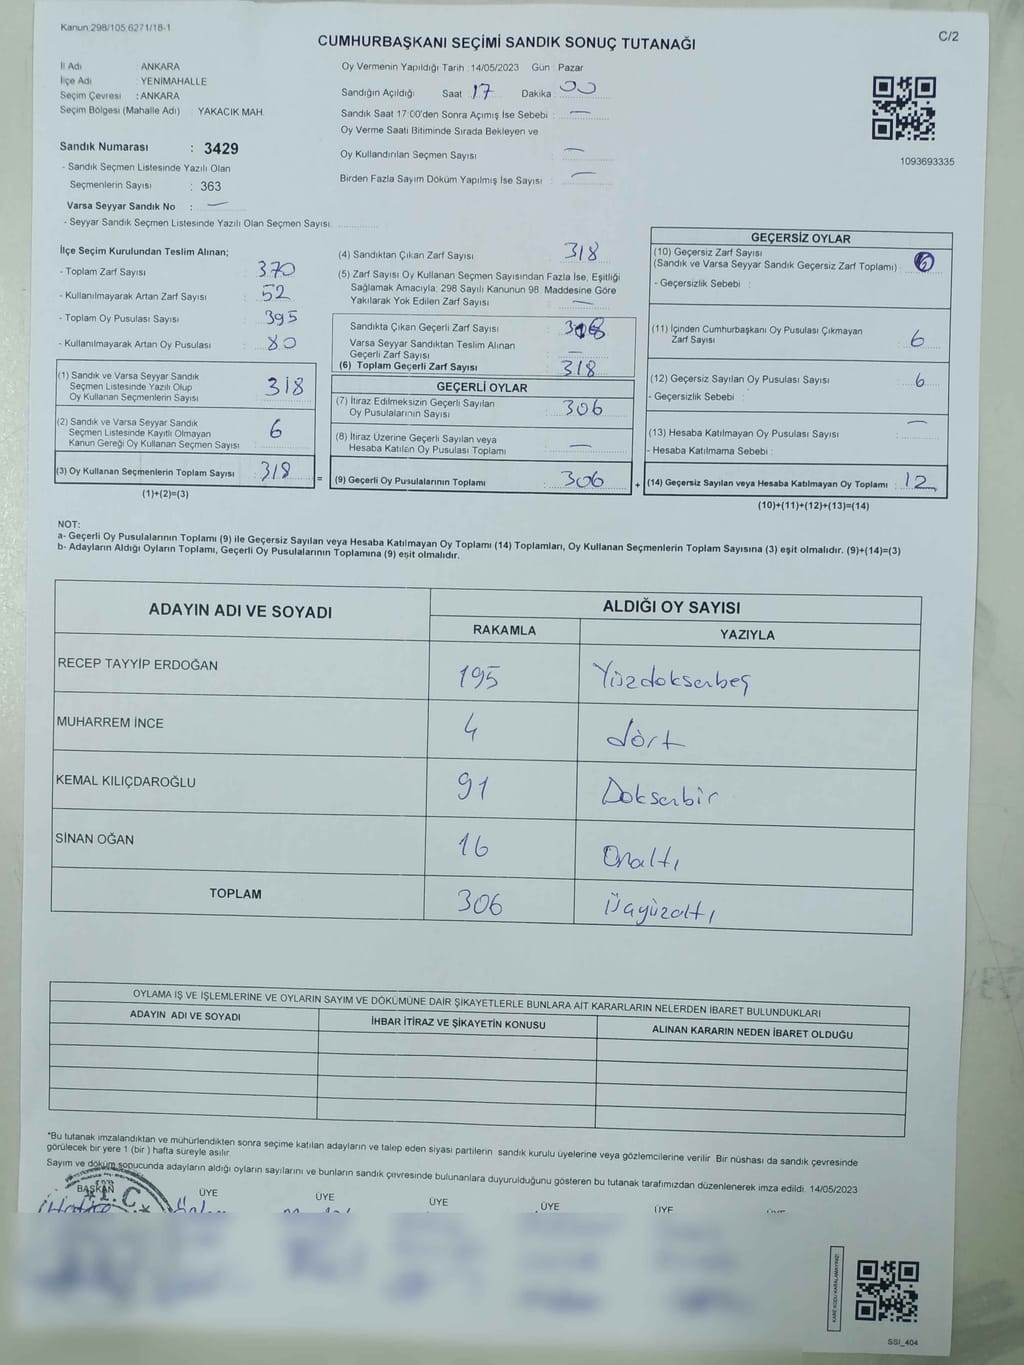 Kanun:298/105 6271/18-1
C/2
CUMHURBAŞKANI SEÇİMİ SANDIK SONUÇ TUTANAĞI
İl Adı : ANKARA
İlçe Adı : YENİMAHALLE
Seçim Çevresi : ANKARA
Seçim Bölgesi (Mahalle Adı) : YAKACIK MAH.
Sandık Numarası : 3429
- Sandık Seçmen Listesinde Yazılı Olan
Seçmenlerin Sayısı : 363
Varsa Seyyar Sandık No : —
- Seyyar Sandık Seçmen Listesinde Yazılı Olan Seçmen Sayısı
Oy Vermenin Yapıldığı Tarih : 14/05/2023 Gün : Pazar
Sandığın Açıldığı Saat 17 Dakika : 00
Sandık Saat 17:00'den Sonra Açımış İse Sebebi : —
Oy Verme Saati Bitiminde Sırada Bekleyen ve
Oy Kullandırılan Seçmen Sayısı —
Birden Fazla Sayım Döküm Yapılmış İse Sayısı : —
1093693335
İlçe Seçim Kurulundan Teslim Alınan;
- Toplam Zarf Sayısı : 370
- Kullanılmayarak Artan Zarf Sayısı : 52
- Toplam Oy Pusulası Sayısı : 395
- Kullanılmayarak Artan Oy Pusulası : 80
(1) Sandık ve Varsa Seyyar Sandık
Seçmen Listesinde Yazılı Olup
Oy Kullanan Seçmenlerin Sayısı : 318
(2) Sandık ve Varsa Seyyar Sandık
Seçmen Listesinde Kayıtlı Olmayan
Kanun Gereği Oy Kullanan Seçmen Sayısı : 6
(3) Oy Kullanan Seçmenlerin Toplam Sayısı : 318
(1)+(2)=(3)
(4) Sandıktan Çıkan Zarf Sayısı : 318
(5) Zarf Sayısı Oy Kullanan Seçmen Sayısından Fazla İse, Eşitliği
Sağlamak Amacıyla; 298 Sayılı Kanunun 98. Maddesine Göre
Yakılarak Yok Edilen Zarf Sayısı : —
Sandıkta Çıkan Geçerli Zarf Sayısı :
Varsa Seyyar Sandıktan Teslim Alınan
Geçerli Zarf Sayısı : —
(6) Toplam Geçerli Zarf Sayısı : 318
GEÇERLİ OYLAR
(7) İtiraz Edilmeksizin Geçerli Sayılan
Oy Pusulalarının Sayısı : 306
(8) İtiraz Üzerine Geçerli Sayılan veya
Hesaba Katılan Oy Pusulası Toplamı : —
= (9) Geçerli Oy Pusulalarının Toplamı : 306
GEÇERSİZ OYLAR
(10) Geçersiz Zarf Sayısı
(Sandık ve Varsa Seyyar Sandık Geçersiz Zarf Toplamı) :
- Geçersizlik Sebebi :
(11) İçinden Cumhurbaşkanı Oy Pusulası Çıkmayan
Zarf Sayısı : 6
(12) Geçersiz Sayılan Oy Pusulası Sayısı : 6
- Geçersizlik Sebebi :
(13) Hesaba Katılmayan Oy Pusulası Sayısı : —
- Hesaba Katılmama Sebebi :
+ (14) Geçersiz Sayılan veya Hesaba Katılmayan Oy Toplamı : 12
(10)+(11)+(12)+(13)=(14)
NOT:
a- Geçerli Oy Pusulalarının Toplamı (9) ile Geçersiz Sayılan veya Hesaba Katılmayan Oy Toplamı (14) Toplamları, Oy Kullanan Seçmenlerin Toplam Sayısına (3) eşit olmalıdır. (9)+(14)=(3)
b- Adayların Aldığı Oyların Toplamı, Geçerli Oy Pusulalarının Toplamına (9) eşit olmalıdır.
ADAYIN ADI VE SOYADI ALDIĞI OY SAYISI
RAKAMLA YAZIYLA
RECEP TAYYİP ERDOĞAN 195 Yüzdoksanbeş
MUHARREM İNCE 4 dört
KEMAL KILIÇDAROĞLU 91 Doksanbir
SİNAN OĞAN 16 Onaltı
TOPLAM 306 Üçyüzaltı
OYLAMA İŞ VE İŞLEMLERİNE VE OYLARIN SAYIM VE DÖKÜMÜNE DAİR ŞİKAYETLERLE BUNLARA AİT KARARLARIN NELERDEN İBARET BULUNDUKLARI
ADAYIN ADI VE SOYADI İHBAR İTİRAZ VE ŞİKAYETİN KONUSU ALINAN KARARIN NEDEN İBARET OLDUĞU
*Bu tutanak imzalandıktan ve mühürlendikten sonra seçime katılan adayların ve talep eden siyasi partilerin sandık kurulu üyelerine veya gözlemcilerine verilir. Bir nüshası da sandık çevresinde
görülecek bir yere 1 (bir ) hafta süreyle asılır.
Sayım ve döküm sonucunda adayların aldığı oyların sayılarını ve bunların sandık çevresinde bulunanlara duyurulduğunu gösteren bu tutanak tarafımızdan düzenlenerek imza edildi. 14/05/2023
BAŞKAN ÜYE ÜYE ÜYE ÜYE ÜYE
T.C.
KARE KODU KARALAMAYINIZ!
SSI_404